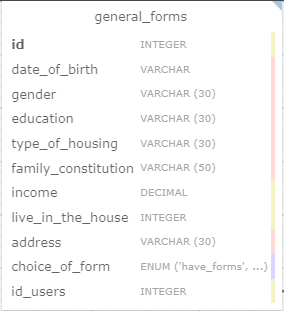 general_forms
id INTEGER
date_of_birth VARCHAR
gender VARCHAR (30)
education VARCHAR (30)
type_of_housing VARCHAR (30)
family_constitution VARCHAR (50)
income DECIMAL
live_in_the_house INTEGER
address VARCHAR (30)
choice_of_form ENUM ('have_forms', ...)
id_users INTEGER